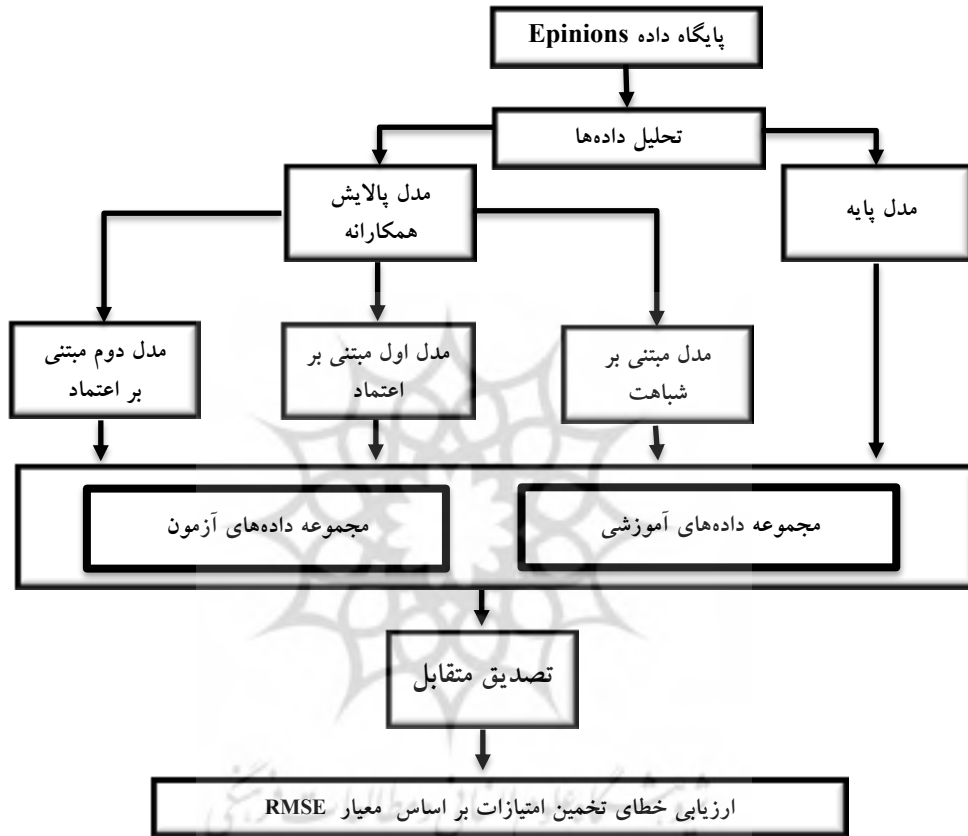 پایگاه داده Epinions
تحلیل داده‌ها
مدل پایه
مدل پالایش
همکارانه
مدل مبتنی بر
شباهت
مدل اول مبتنی بر
اعتماد
مدل دوم مبتنی
بر اعتماد
مجموعه داده‌های آموزشی
مجموعه داده‌های آزمون
تصدیق متقابل
ارزیابی خطای تخمین امتیازات بر اساس معیار RMSE